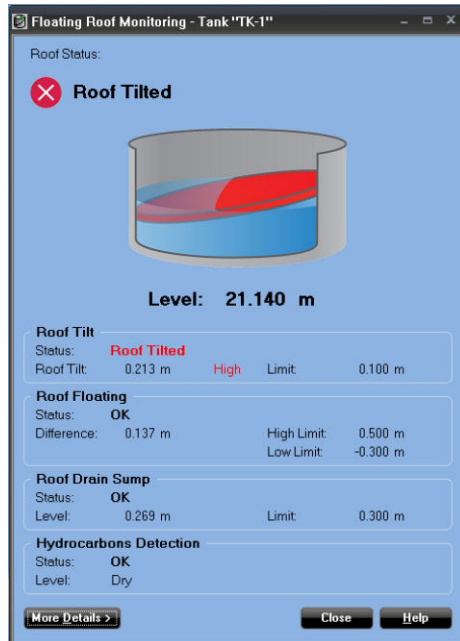 Floating Roof Monitoring - Tank "TK-1"
Roof Status:
Roof Tilted
Level: 21.140 m
Roof Tilt
Status: Roof Tilted
Roof Tilt: 0.213 m High Limit: 0.100 m
Roof Floating
Status: OK
Difference: 0.137 m High Limit: 0.500 m
Low Limit: -0.300 m
Roof Drain Sump
Status: OK
Level: 0.269 m Limit: 0.300 m
Hydrocarbons Detection
Status: OK
Level: Dry
More Details > Close Help